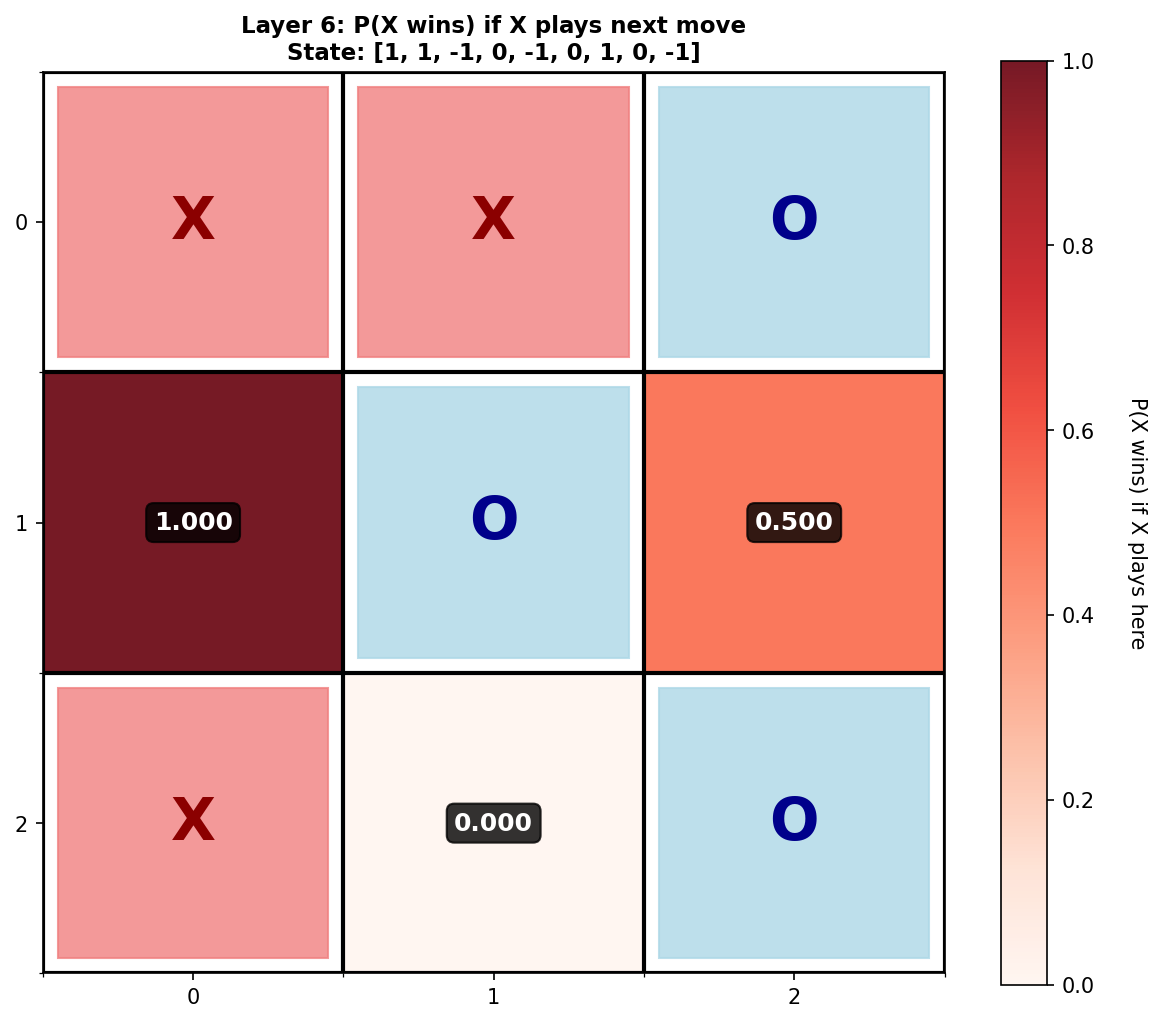 Layer 6: P(X wins) if X plays next move
State: [1, 1, -1, 0, -1, 0, 1, 0, -1]
X X O
1.000 O 0.500
X 0.000 O
0
1
2
0 1 2
1.0
0.8
0.6
0.4
0.2
0.0
P(X wins) if X plays here